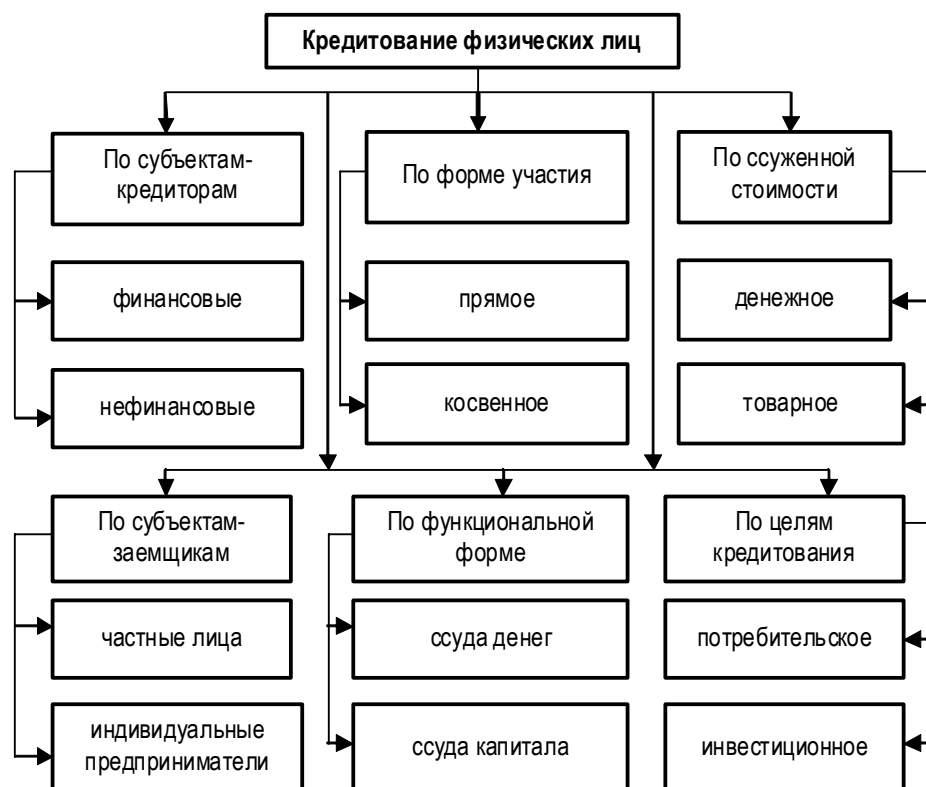 Кредитование физических лиц
По субъектам-
кредиторам
По форме участия
По ссуженной
стоимости
финансовые
прямое
денежное
нефинансовые
косвенное
товарное
По субъектам-
заемщикам
По функциональной
форме
По целям
кредитования
частные лица
ссуда денег
потребительское
индивидуальные
предприниматели
ссуда капитала
инвестиционное